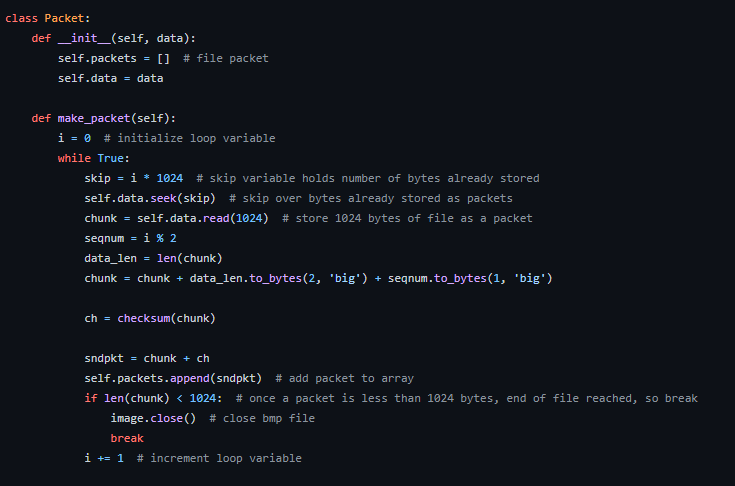 class Packet:
    def __init__(self, data):
        self.packets = []  # file packet
        self.data = data

    def make_packet(self):
        i = 0  # initialize loop variable
        while True:
            skip = i * 1024  # skip variable holds number of bytes already stored
            self.data.seek(skip)  # skip over bytes already stored as packets
            chunk = self.data.read(1024)  # store 1024 bytes of file as a packet
            seqnum = i % 2
            data_len = len(chunk)
            chunk = chunk + data_len.to_bytes(2, 'big') + seqnum.to_bytes(1, 'big')

            ch = checksum(chunk)

            sndpkt = chunk + ch
            self.packets.append(sndpkt)  # add packet to array
            if len(chunk) < 1024:  # once a packet is less than 1024 bytes, end of file reached, so break
                image.close()  # close bmp file
                break
            i += 1  # increment loop variable